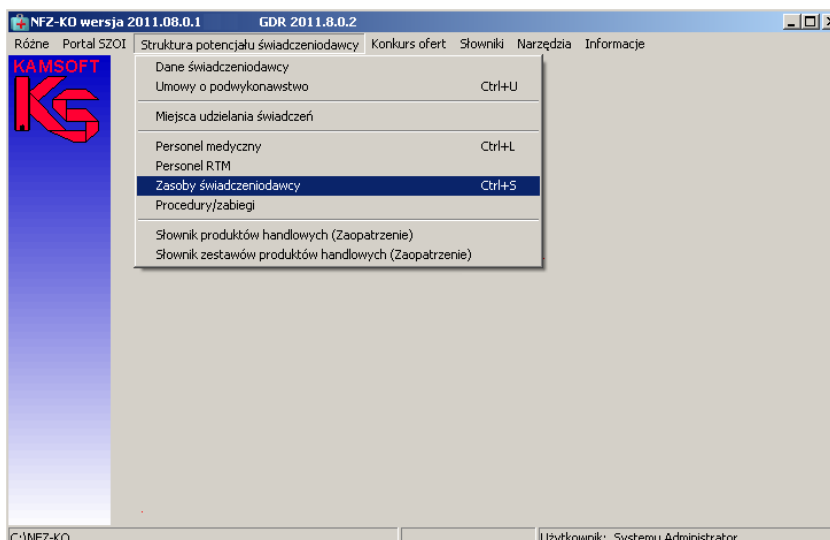 NFZ-KO wersja 2011.08.0.1 GDR 2011.8.0.2
Różne Portal SZOI Struktura potencjału świadczeniodawcy Konkurs ofert Słowniki Narzędzia Informacje
KAMSOFT
KS
Dane świadczeniodawcy
Umowy o podwykonawstwo Ctrl+U
Miejsca udzielania świadczeń
Personel medyczny Ctrl+L
Personel RTM
Zasoby świadczeniodawcy Ctrl+S
Procedury/zabiegi
Słownik produktów handlowych (Zaopatrzenie)
Słownik zestawów produktów handlowych (Zaopatrzenie)
C:\NFZ-KO Użytkownik: Systemu Administrator